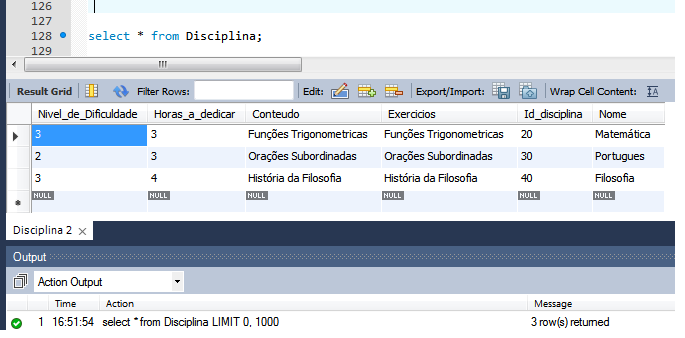 126
127
128 select * from Disciplina;
129
Result Grid Filter Rows: Edit: Export/Import: Wrap Cell Content:
Nivel_de_Dificuldade Horas_a_dedicar Conteudo Exercicios Id_disciplina Nome
3 3 Funções Trigonometricas Funções Trigonometricas 20 Matemática
2 3 Orações Subordinadas Orações Subordinadas 30 Portugues
3 4 História da Filosofia História da Filosofia 40 Filosofia
NULL NULL NULL NULL NULL NULL
Disciplina 2 ×
Output
Action Output
Time Action Message
1 16:51:54 select * from Disciplina LIMIT 0, 1000 3 row(s) returned